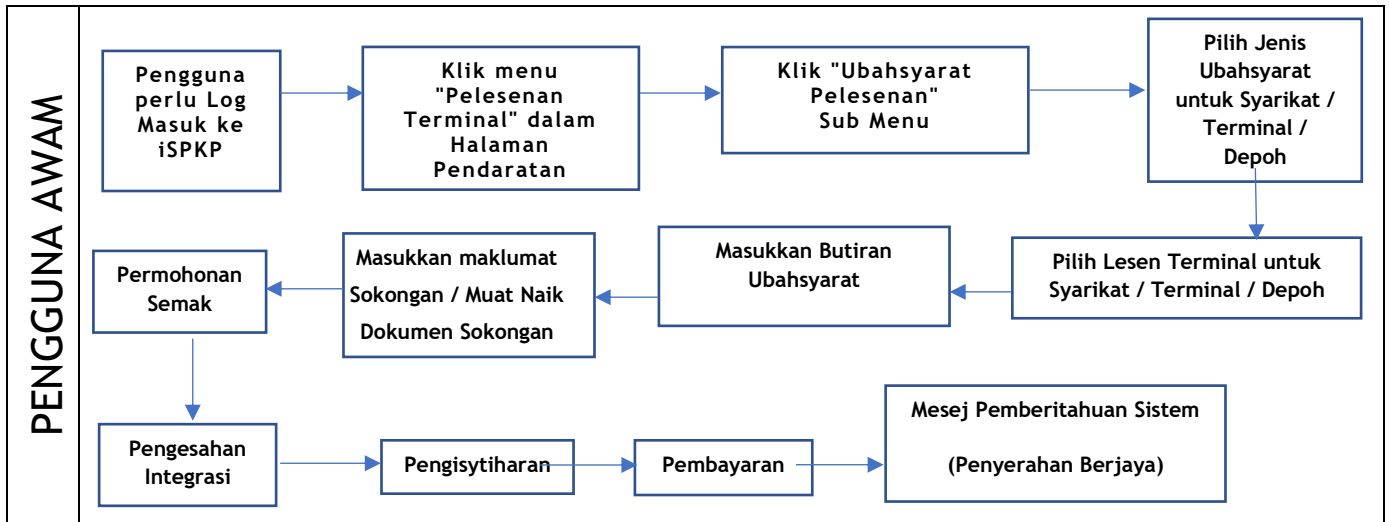 PENGGUNA AWAM
Pengguna
perlu Log
Masuk ke
iSPKP
Klik menu
"Pelesenan
Terminal" dalam
Halaman
Pendaratan
Klik "Ubahsyarat
Pelesenan"
Sub Menu
Pilih Jenis
Ubahsyarat
untuk Syarikat /
Terminal /
Depoh
Pilih Lesen Terminal untuk
Syarikat / Terminal / Depoh
Masukkan Butiran
Ubahsyarat
Masukkan maklumat
Sokongan / Muat Naik
Dokumen Sokongan
Permohonan
Semak
Pengesahan
Integrasi
Pengisytiharan
Pembayaran
Mesej Pemberitahuan Sistem
(Penyerahan Berjaya)